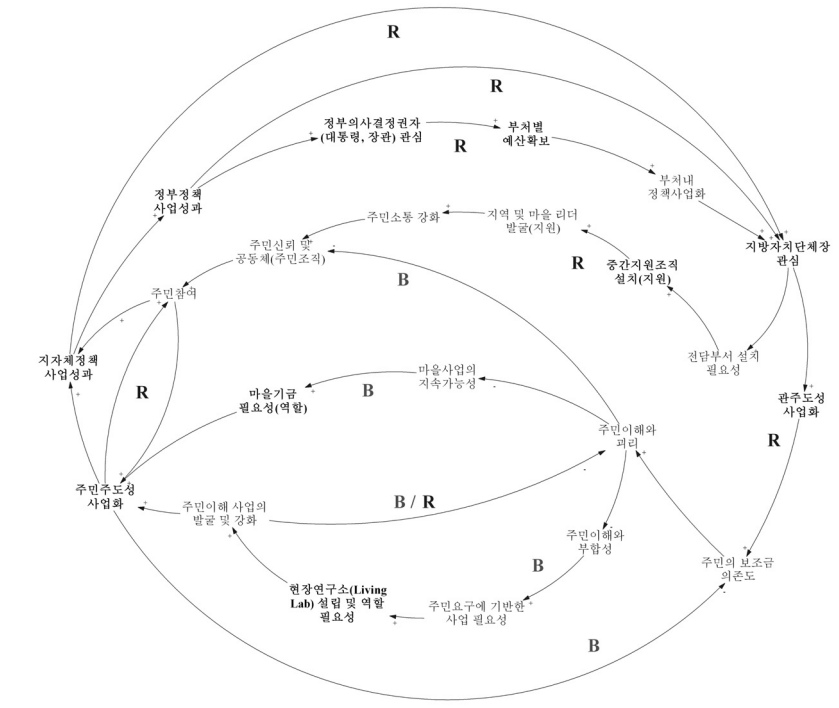 R
R
정부의사결정권자
(대통령, 장관) 관심
R
부처별
예산확보
부처내
정책사업화
정부정책
사업성과
주민소통 강화
지역 및 마을 리더
발굴(지원)
지방자치단체장
관심
주민신뢰 및
공동체(주민조직)
B
R
중간지원조직
설치(지원)
주민참여
지자체정책
사업성과
전담부서 설치
필요성
마을사업의
지속가능성
R
마을기금
필요성(역할)
B
관주도성
사업화
주민이해와
괴리
R
주민주도성
사업화
주민이해 사업의
발굴 및 강화
B / R
주민이해와
부합성
주민의 보조금
의존도
B
현장연구소(Living
Lab) 설립 및 역할
필요성
주민요구에 기반한
사업 필요성
B